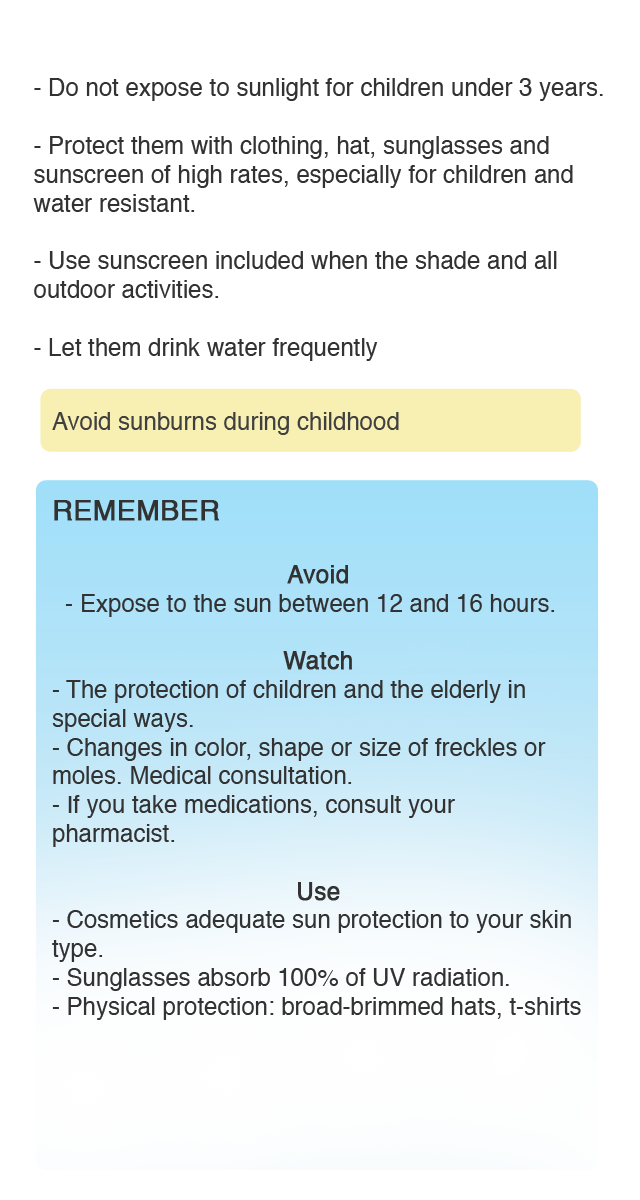 - Do not expose to sunlight for children under 3 years.
- Protect them with clothing, hat, sunglasses and
sunscreen of high rates, especially for children and
water resistant.
- Use sunscreen included when the shade and all
outdoor activities.
- Let them drink water frequently
Avoid sunburns during childhood
REMEMBER
Avoid
- Expose to the sun between 12 and 16 hours.
Watch
- The protection of children and the elderly in
special ways.
- Changes in color, shape or size of freckles or
moles. Medical consultation.
- If you take medications, consult your
pharmacist.
Use
- Cosmetics adequate sun protection to your skin
type.
- Sunglasses absorb 100% of UV radiation.
- Physical protection: broad-brimmed hats, t-shirts